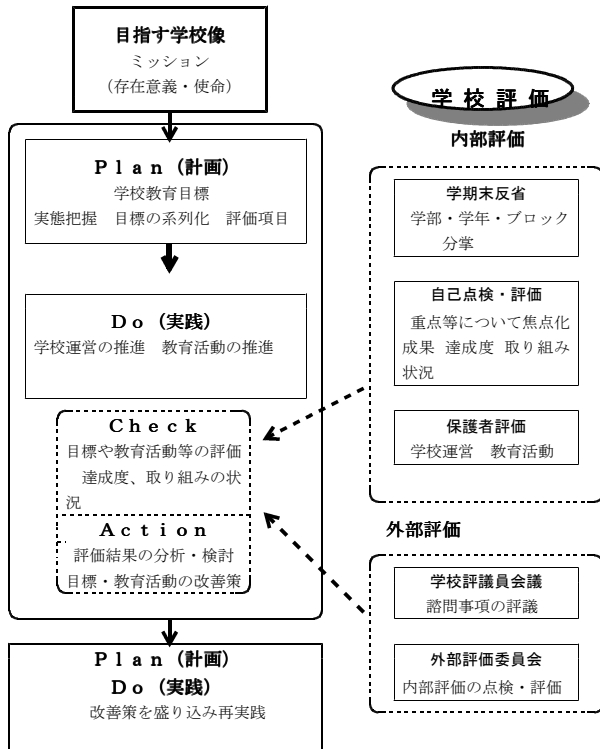 目指す学校像
ミッション
（存在意義・使命）
Ｐｌａｎ（計画）
学校教育目標
実態把握　目標の系列化　評価項目
Ｄｏ（実践）
学校運営の推進　教育活動の推進
Ｃｈｅｃｋ
目標や教育活動等の評価
達成度、取り組みの状
況
Ａｃｔｉｏｎ
評価結果の分析・検討
目標・教育活動の改善策
Ｐｌａｎ（計画）
Ｄｏ（実践）
改善策を盛り込み再実践
学校評価
内部評価
学期末反省
学部・学年・ブロック
分掌
自己点検・評価
重点等について焦点化
成果　達成度　取り組み
状況
保護者評価
学校運営　教育活動
外部評価
学校評議員会議
諮問事項の評議
外部評価委員会
内部評価の点検・評価